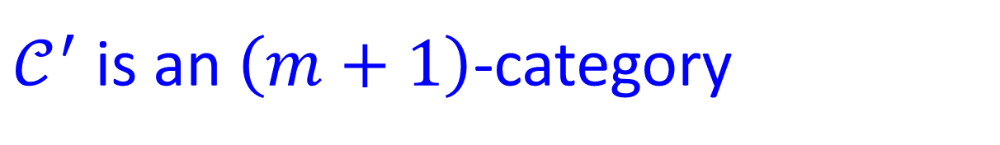 𝒞′ is an (𝑚 + 1)-category